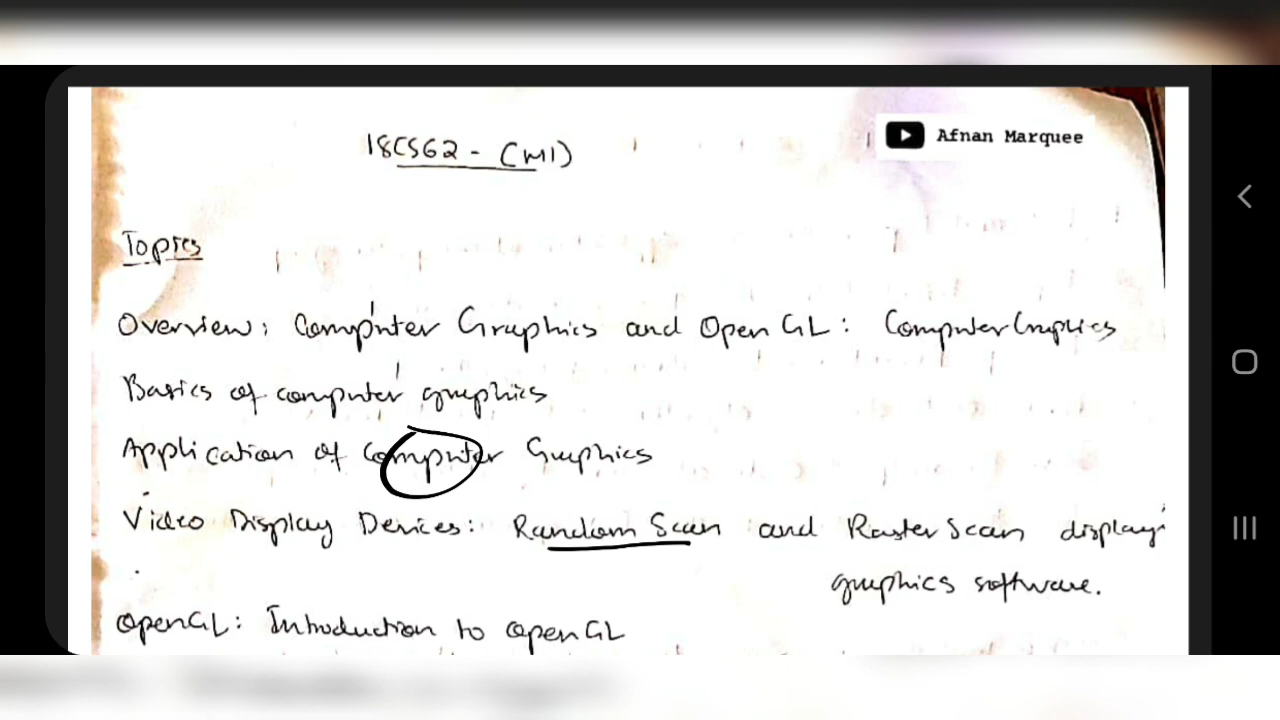 18CS62 - (M1)
Afnan Marquee
Topics
Overview: Computer Graphics and OpenGL: Computer Graphics
Basics of computer graphics
Application of Computer Graphics
Video Display Devices: Random Scan and Raster Scan display
graphics software.
OpenGL: Introduction to OpenGL